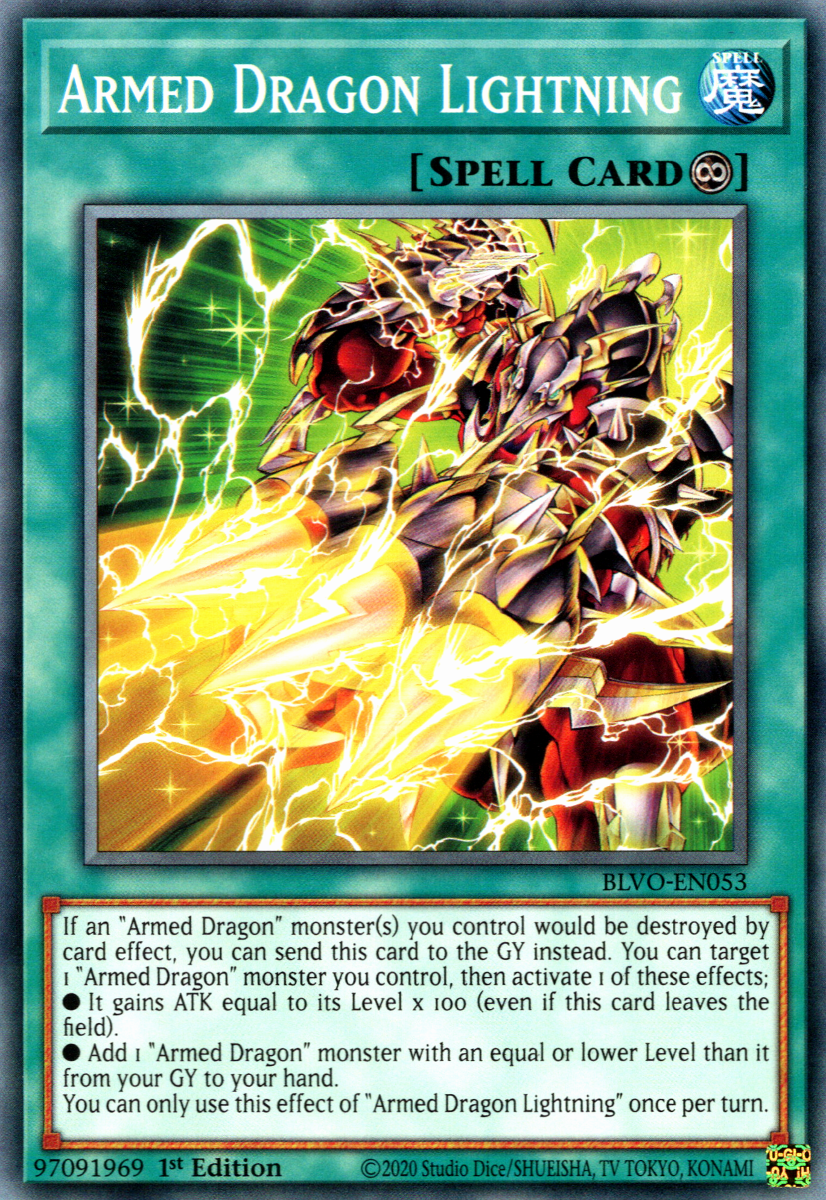 ARMED DRAGON LIGHTNING
SPELL
魔
[SPELL CARD]
BLVO-EN053
If an "Armed Dragon" monster(s) you control would be destroyed by
card effect, you can send this card to the GY instead. You can target
1 "Armed Dragon" monster you control, then activate 1 of these effects;
● It gains ATK equal to its Level x 100 (even if this card leaves the
field).
● Add 1 "Armed Dragon" monster with an equal or lower Level than it
from your GY to your hand.
You can only use this effect of "Armed Dragon Lightning" once per turn.
97091969 1st Edition
©2020 Studio Dice/SHUEISHA, TV TOKYO, KONAMI